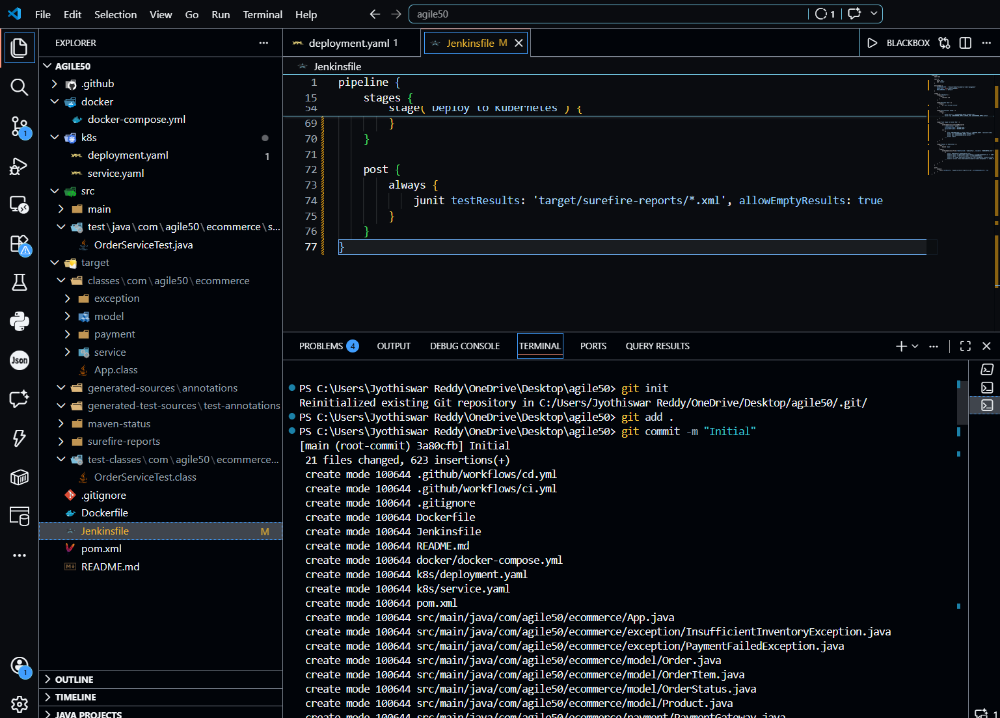 File Edit Selection View Go Run Terminal Help
agile50
1
EXPLORER
AGILE50
.github
docker
docker-compose.yml
k8s
deployment.yaml 1
service.yaml
src
main
test\java\com\agile50\ecommerce\s...
OrderServiceTest.java
target
classes\com\agile50\ecommerce
exception
model
payment
service
App.class
generated-sources\annotations
generated-test-sources\test-annotations
maven-status
surefire-reports
test-classes\com\agile50\ecommerce...
OrderServiceTest.class
.gitignore
Dockerfile
Jenkinsfile M
pom.xml
README.md
OUTLINE
TIMELINE
JAVA PROJECTS
1
Json
1
deployment.yaml 1
Jenkinsfile M
BLACKBOX
Jenkinsfile
1 pipeline {
15 stages {
54 stage('Deploy to Kubernetes') {
69 }
70 }
71
72 post {
73 always {
74 junit testResults: 'target/surefire-reports/*.xml', allowEmptyResults: true
75 }
76 }
77 }
PROBLEMS 4 OUTPUT DEBUG CONSOLE TERMINAL PORTS QUERY RESULTS
PS C:\Users\Jyothiswar Reddy\OneDrive\Desktop\agile50> git init
Reinitialized existing Git repository in C:/Users/Jyothiswar Reddy/OneDrive/Desktop/agile50/.git/
PS C:\Users\Jyothiswar Reddy\OneDrive\Desktop\agile50> git add .
PS C:\Users\Jyothiswar Reddy\OneDrive\Desktop\agile50> git commit -m "Initial"
[main (root-commit) 3a80cfb] Initial
21 files changed, 623 insertions(+)
create mode 100644 .github/workflows/cd.yml
create mode 100644 .github/workflows/ci.yml
create mode 100644 .gitignore
create mode 100644 Dockerfile
create mode 100644 Jenkinsfile
create mode 100644 README.md
create mode 100644 docker/docker-compose.yml
create mode 100644 k8s/deployment.yaml
create mode 100644 k8s/service.yaml
create mode 100644 pom.xml
create mode 100644 src/main/java/com/agile50/ecommerce/App.java
create mode 100644 src/main/java/com/agile50/ecommerce/exception/InsufficientInventoryException.java
create mode 100644 src/main/java/com/agile50/ecommerce/exception/PaymentFailedException.java
create mode 100644 src/main/java/com/agile50/ecommerce/model/Order.java
create mode 100644 src/main/java/com/agile50/ecommerce/model/OrderItem.java
create mode 100644 src/main/java/com/agile50/ecommerce/model/OrderStatus.java
create mode 100644 src/main/java/com/agile50/ecommerce/model/Product.java
create mode 100644 src/main/java/com/agile50/ecommerce/payment/PaymentGateway.java
1